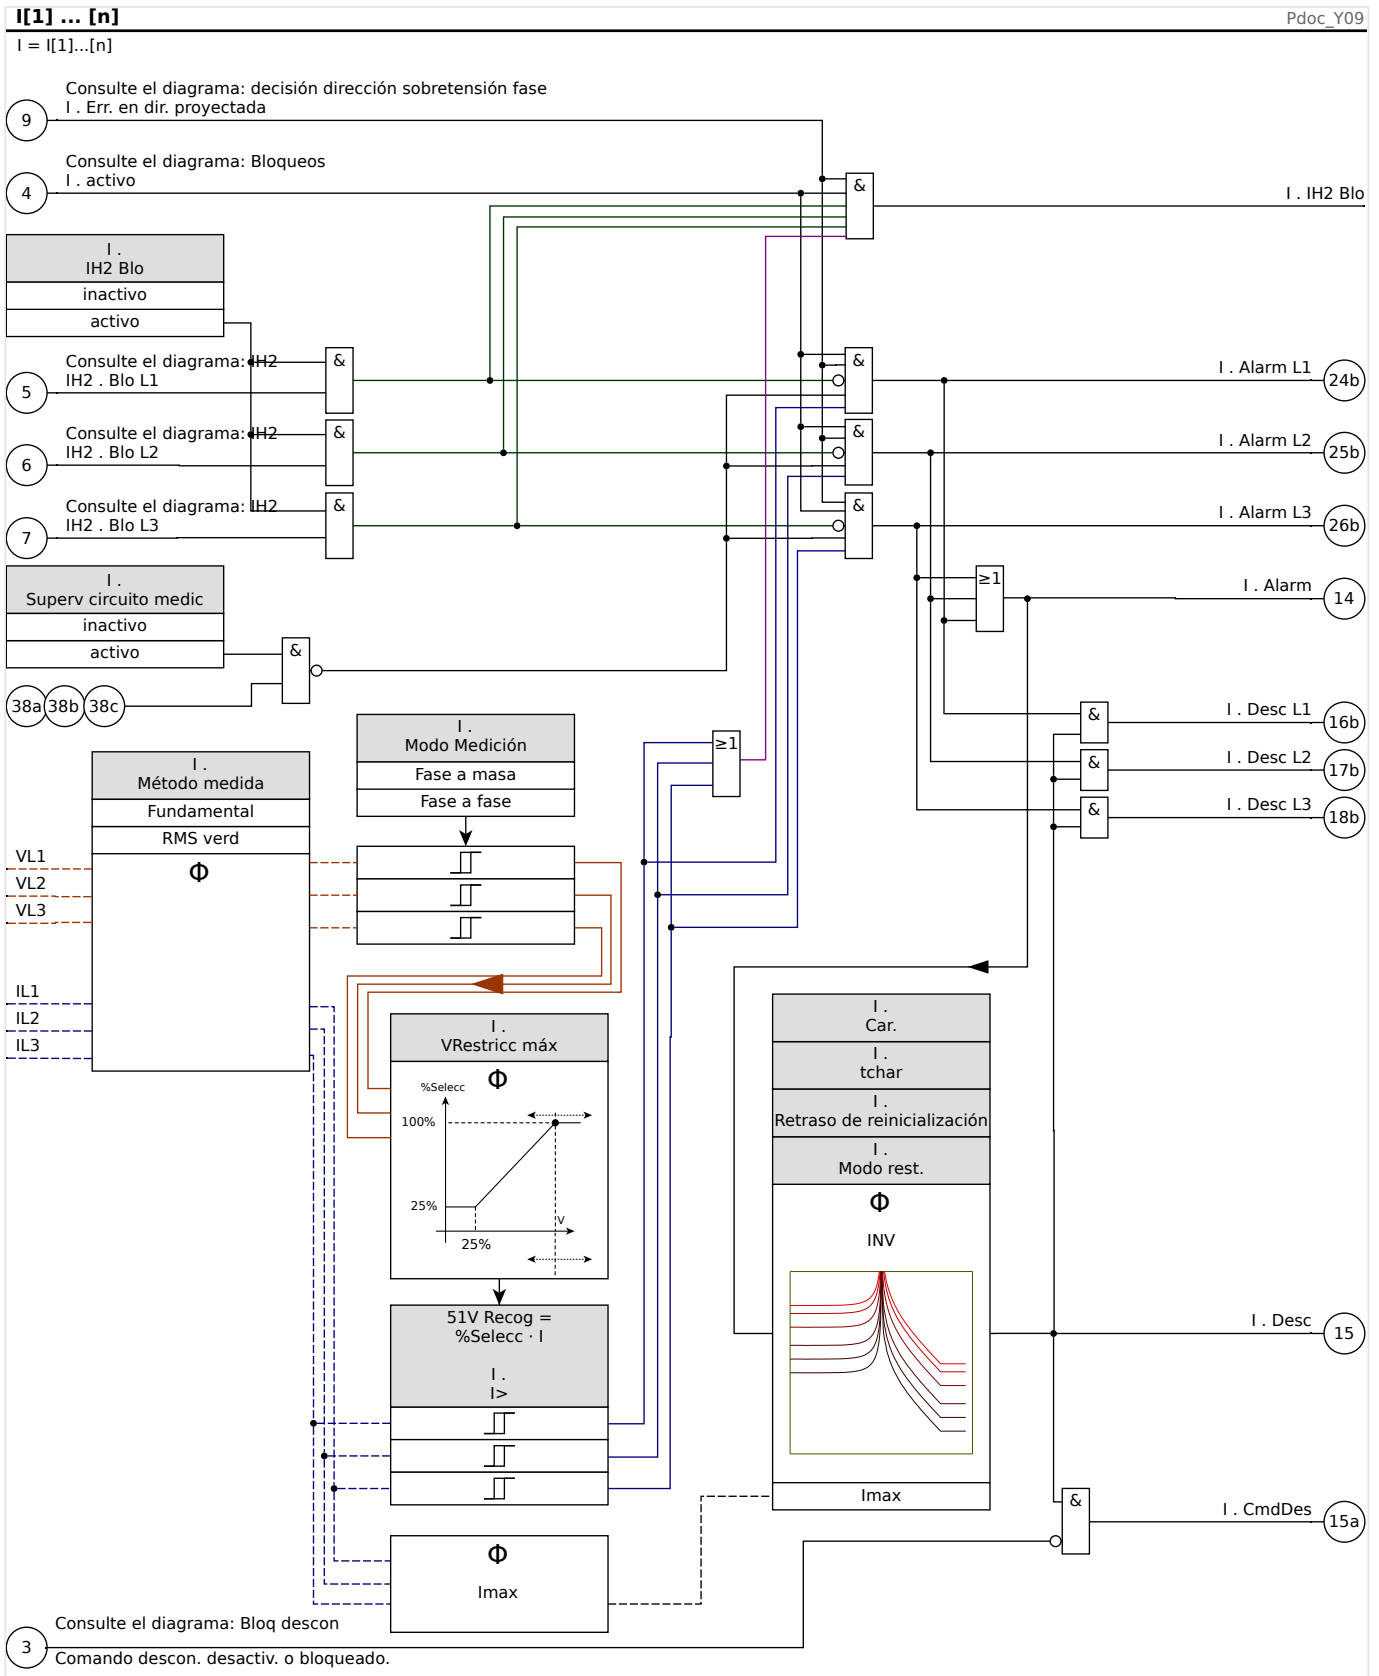 I[1] ... [n]
Pdoc_Y09
I = I[1]...[n]
Consulte el diagrama: decisión dirección sobretensión fase
I . Err. en dir. proyectada
9
Consulte el diagrama: Bloqueos
I . activo
4
&
I . IH2 Blo
I .
IH2 Blo
inactivo
activo
Consulte el diagrama: IH2
IH2 . Blo L1
5
&
&
I . Alarm L1
24b
Consulte el diagrama: IH2
IH2 . Blo L2
6
&
&
I . Alarm L2
25b
Consulte el diagrama: IH2
IH2 . Blo L3
7
&
&
I . Alarm L3
26b
I .
Superv circuito medic
inactivo
activo
&
≥1
I . Alarm
14
38a
38b
38c
&
I . Desc L1
16b
&
I . Desc L2
17b
&
I . Desc L3
18b
I .
Modo Medición
Fase a masa
Fase a fase
≥1
I .
Método medida
Fundamental
RMS verd
Φ
VL1
VL2
VL3
IL1
IL2
IL3
I .
VRestricc máx
Φ
%Selecc
100%
25%
V
25%
I .
Car.
I .
tchar
I .
Retraso de reinicialización
I .
Modo rest.
Φ
INV
Imax
51V Recog =
%Selecc · I
I .
I>
I . Desc
15
Φ
Imax
&
I . CmdDes
15a
Consulte el diagrama: Bloq descon
3
Comando descon. desactiv. o bloqueado.